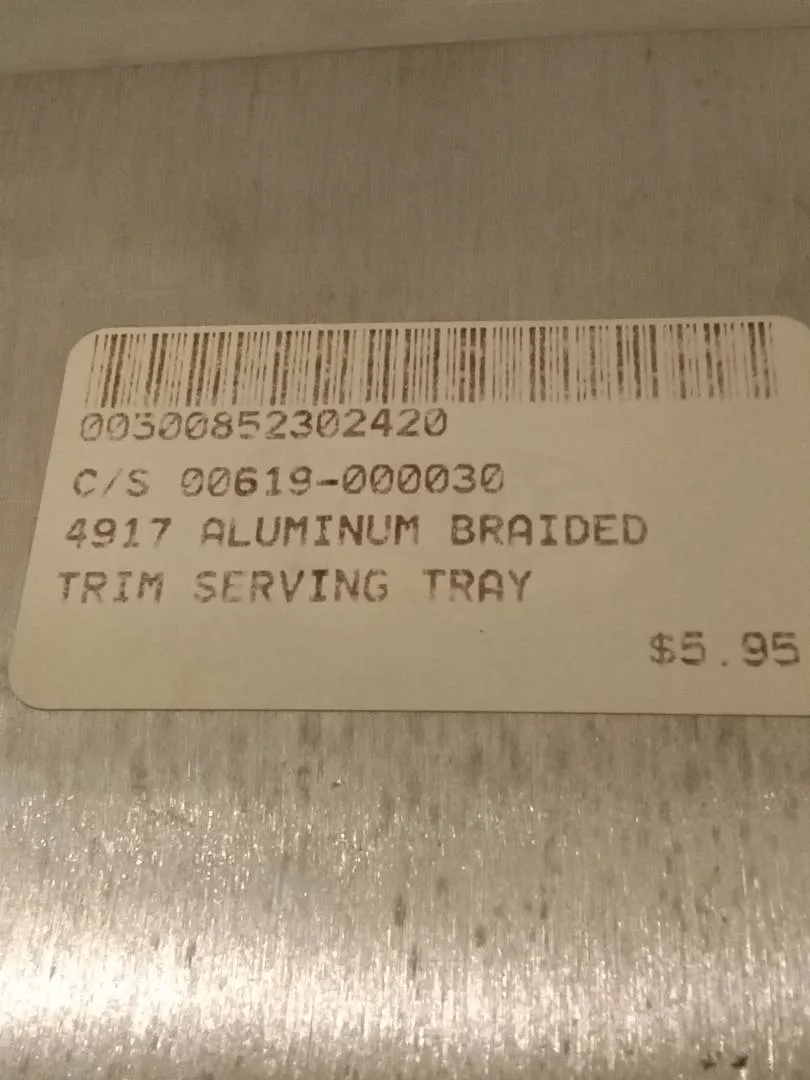 00300852302420
C/S 00619-000030
4917 ALUMINUM BRAIDED
TRIM SERVING TRAY
$5.95